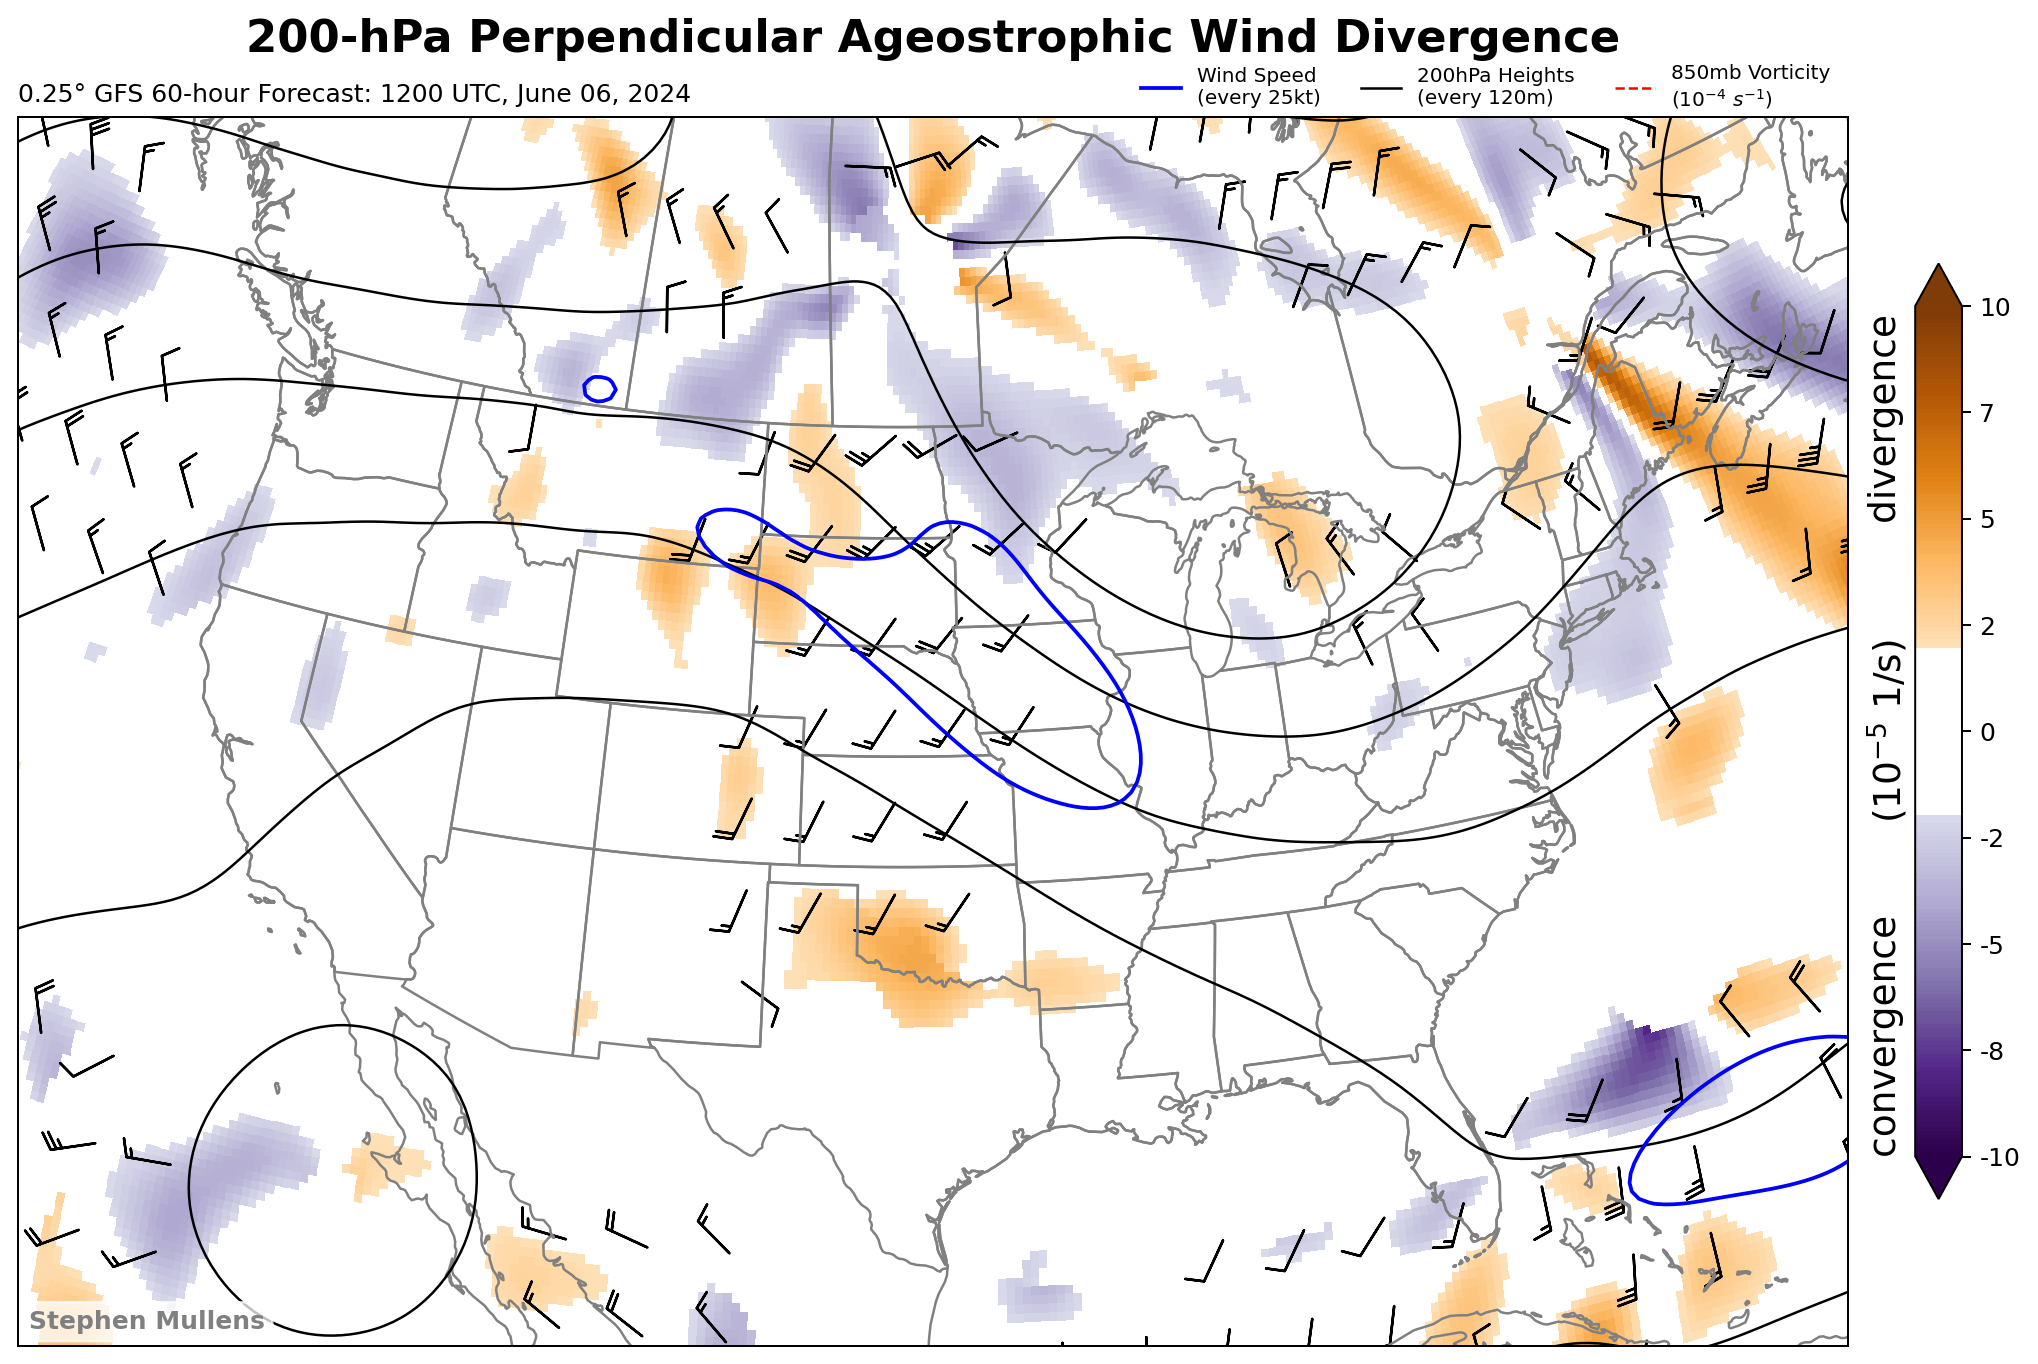 200-hPa Perpendicular Ageostrophic Wind Divergence
0.25° GFS 60-hour Forecast: 1200 UTC, June 06, 2024
Wind Speed
(every 25kt)
200hPa Heights
(every 120m)
850mb Vorticity
(10⁻⁴ s⁻¹)
10
7
5
2
0
-2
-5
-8
-10
convergence (10⁻⁵ 1/s) divergence
Stephen Mullens